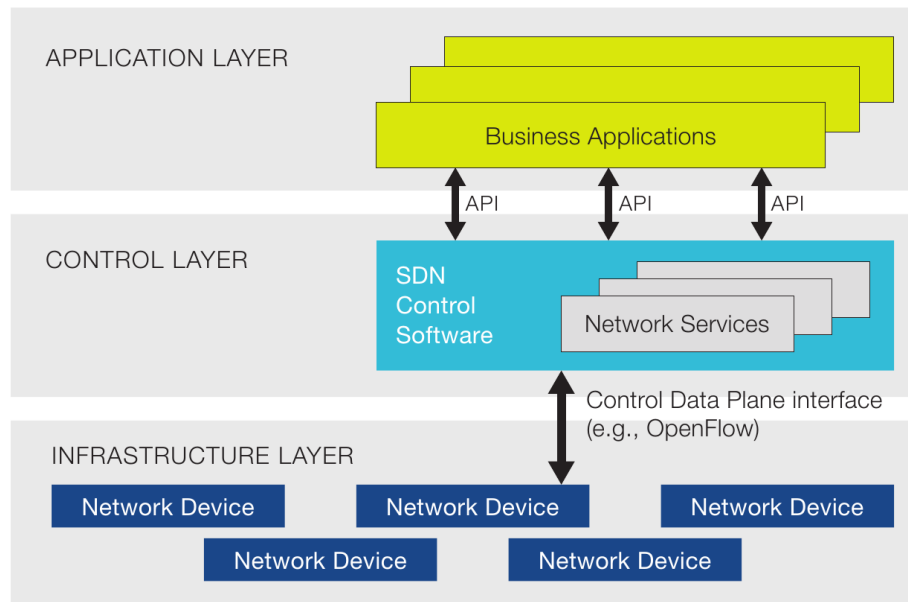 APPLICATION LAYER
Business Applications
API
API
API
CONTROL LAYER
SDN
Control
Software
Network Services
Control Data Plane interface
(e.g., OpenFlow)
INFRASTRUCTURE LAYER
Network Device
Network Device
Network Device
Network Device
Network Device